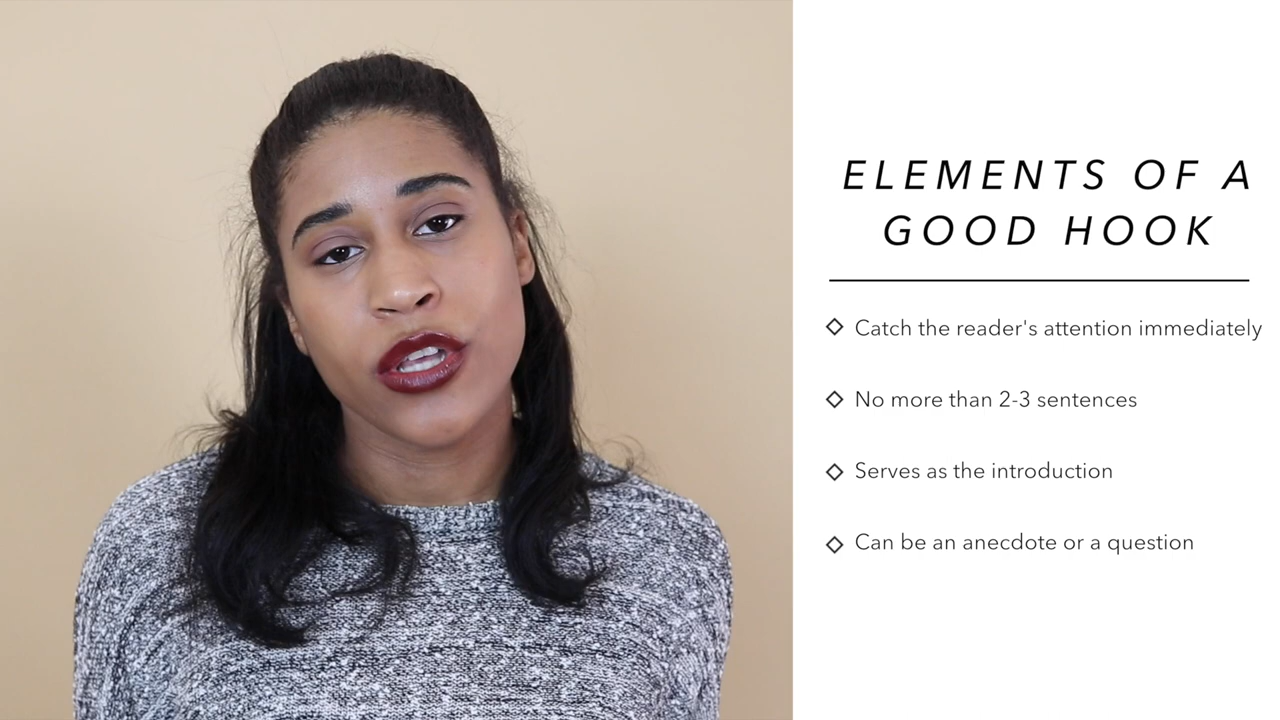 ELEMENTS OF A
GOOD HOOK
Catch the reader's attention immediately
No more than 2-3 sentences
Serves as the introduction
Can be an anecdote or a question